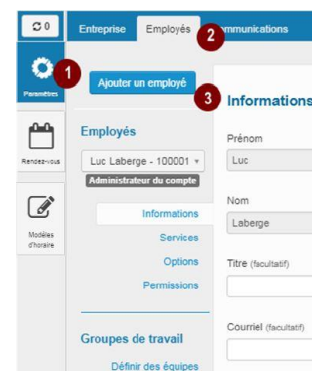 0
Entreprise
Employés
2
ommunications
1
Paramètres
Ajouter un employé
3
Informations
Employés
Prénom
Rendez-vous
Luc Laberge - 100001
Luc
Administrateur du compte
Nom
Informations
Laberge
Services
Modèles
d'horaire
Options
Titre (facultatif)
Permissions
Courriel (facultatif)
Groupes de travail
Définir des équipes